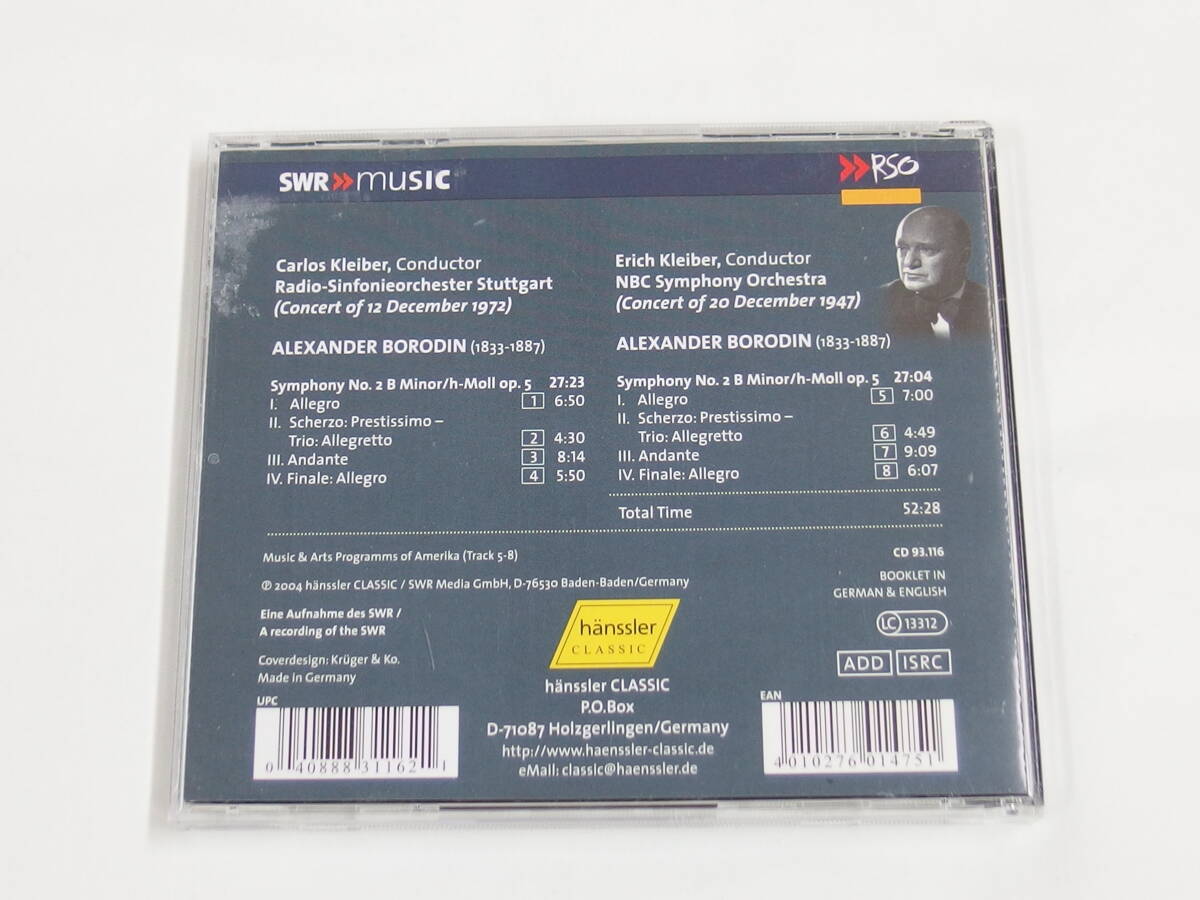 SWR>> music
>> RSO
Carlos Kleiber, Conductor
Radio-Sinfonieorchester Stuttgart
(Concert of 12 December 1972)
ALEXANDER BORODIN (1833-1887)
Symphony No. 2 B Minor/h-Moll op. 5 27:23
I. Allegro 1 6:50
II. Scherzo: Prestissimo –
Trio: Allegretto 2 4:30
III. Andante 3 8:14
IV. Finale: Allegro 4 5:50
Erich Kleiber, Conductor
NBC Symphony Orchestra
(Concert of 20 December 1947)
ALEXANDER BORODIN (1833-1887)
Symphony No. 2 B Minor/h-Moll op. 5 27:04
I. Allegro 5 7:00
II. Scherzo: Prestissimo –
Trio: Allegretto 6 4:49
III. Andante 7 9:09
IV. Finale: Allegro 8 6:07
Total Time 52:28
Music & Arts Programms of Amerika (Track 5-8)
℗ 2004 hänssler CLASSIC / SWR Media GmbH, D-76530 Baden-Baden/Germany
Eine Aufnahme des SWR /
A recording of the SWR
Coverdesign: Krüger & Ko.
Made in Germany
CD 93.116
BOOKLET IN
GERMAN & ENGLISH
LC 13312
ADD ISRC
hänssler
CLASSIC
hänssler CLASSIC
P.O.Box
D-71087 Holzgerlingen/Germany
http://www.haenssler-classic.de
eMail: classic@haenssler.de
UPC
0 40888 31162 1
EAN
4 010276 014751